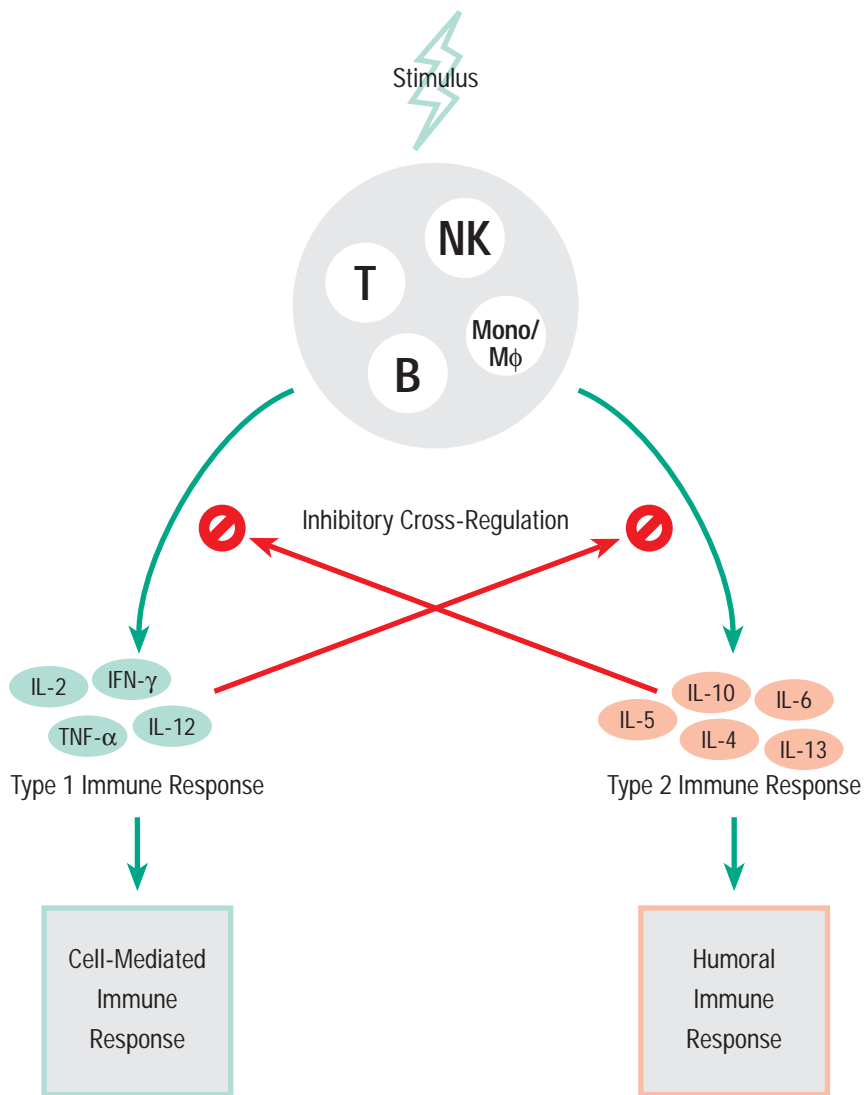 Stimulus
NK
T
Mono/
Mϕ
B
Inhibitory Cross-Regulation
IL-2
IFN-γ
TNF-α
IL-12
IL-10
IL-6
IL-5
IL-4
IL-13
Type 1 Immune Response
Type 2 Immune Response
Cell-Mediated
Immune
Response
Humoral
Immune
Response